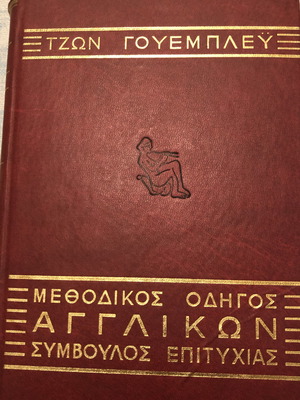 ΤΖΩΝ ΓΟΥΕΜΠΛΕΫ
ΜΕΘΟΔΙΚΟΣ ΟΔΗΓΟΣ
ΑΓΓΛΙΚΩΝ
ΣΥΜΒΟΥΛΟΣ ΕΠΙΤΥΧΙΑΣ